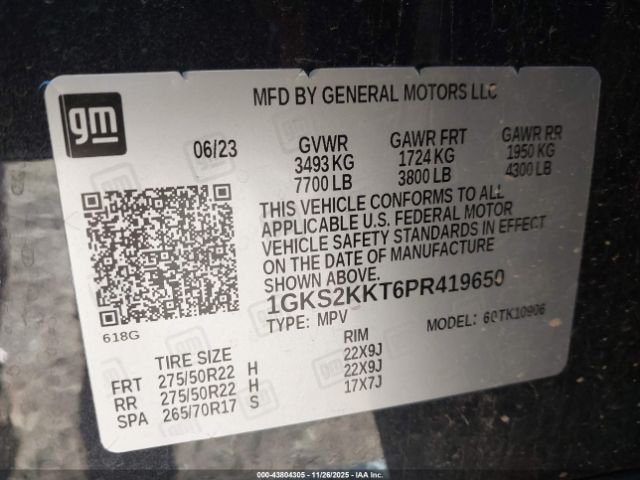 gm
MFD BY GENERAL MOTORS LLC
06/23 GVWR GAWR FRT GAWR RR
3493 KG 1724 KG 1950 KG
7700 LB 3800 LB 4300 LB
THIS VEHICLE CONFORMS TO ALL
APPLICABLE U.S. FEDERAL MOTOR
VEHICLE SAFETY STANDARDS IN EFFECT
ON THE DATE OF MANUFACTURE
SHOWN ABOVE.
1GKS2KKT6PR419650
618G TYPE: MPV MODEL: 60TK10906
TIRE SIZE RIM
FRT 275/50R22 H 22X9J
RR 275/50R22 H 22X9J
SPA 265/70R17 S 17X7J
000-43804305 - 11/26/2025 - IAAI.COM